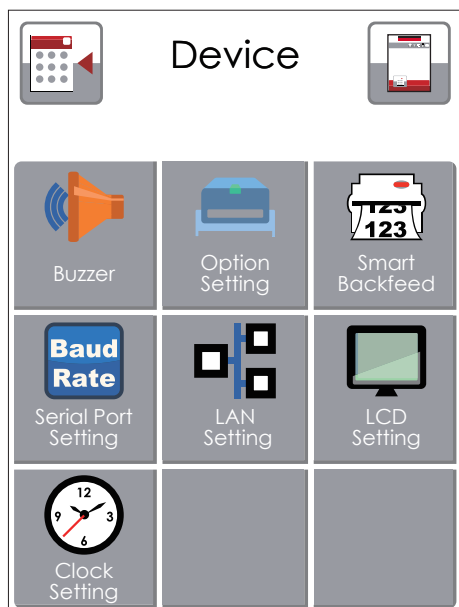 Device
Buzzer
Option
Setting
123
123
Smart
Backfeed
Baud
Rate
Serial Port
Setting
LAN
Setting
LCD
Setting
12
9
3
6
Clock
Setting